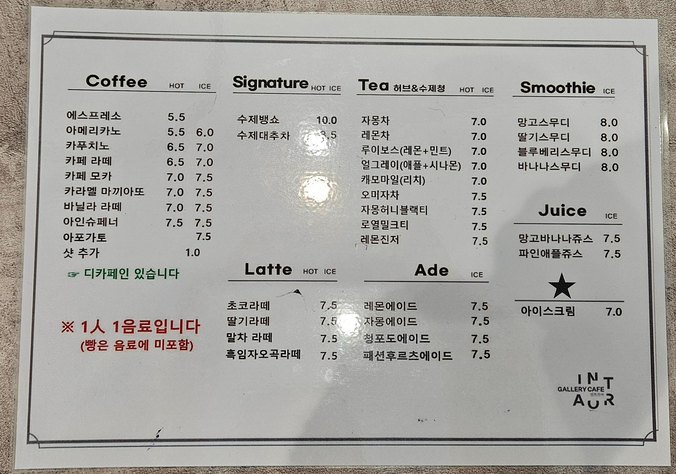 Coffee HOT ICE
에스프레소 5.5
아메리카노 5.5 6.0
카푸치노 6.5 7.0
카페 라떼 6.5 7.0
카페 모카 7.0 7.5
카라멜 마끼아또 7.0 7.5
바닐라 라떼 7.0 7.5
아인슈페너 7.5 7.5
아포가토 7.5
샷 추가 1.0
☞ 디카페인 있습니다
※ 1人 1음료입니다
(빵은 음료에 미포함)
Signature HOT ICE
수제뱅쇼 10.0
수제대추차
Latte HOT ICE
초코라떼 7.5
딸기라떼 7.5
말차 라떼 7.5
흑임자오곡라떼 7.5
Tea 허브&수제청 HOT ICE
자몽차 7.0
레몬차 7.0
루이보스(레몬+민트) 7.0
얼그레이(애플+시나몬) 7.0
캐모마일(리치) 7.0
오미자차 7.5
자몽허니블랙티 7.5
로열밀크티 7.5
레몬진저 7.5
Ade ICE
레몬에이드 7.5
자몽에이드 7.5
청포도에이드 7.5
패션후르츠에이드 7.5
Smoothie ICE
망고스무디 8.0
딸기스무디 8.0
블루베리스무디 8.0
바나나스무디 8.0
Juice ICE
망고바나나쥬스 7.5
파인애플쥬스 7.5
★
아이스크림 7.0
INT
GALLERY CAFE
AUR